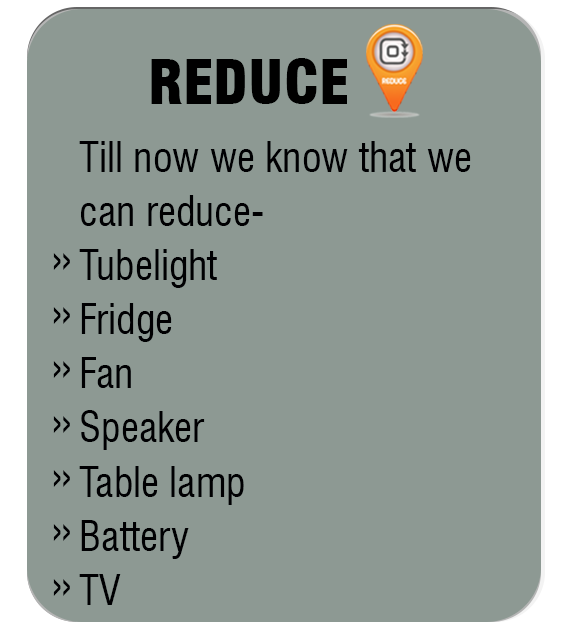 REDUCE
REDUCE
Till now we know that we
can reduce-
›› Tubelight
›› Fridge
›› Fan
›› Speaker
›› Table lamp
›› Battery
›› TV